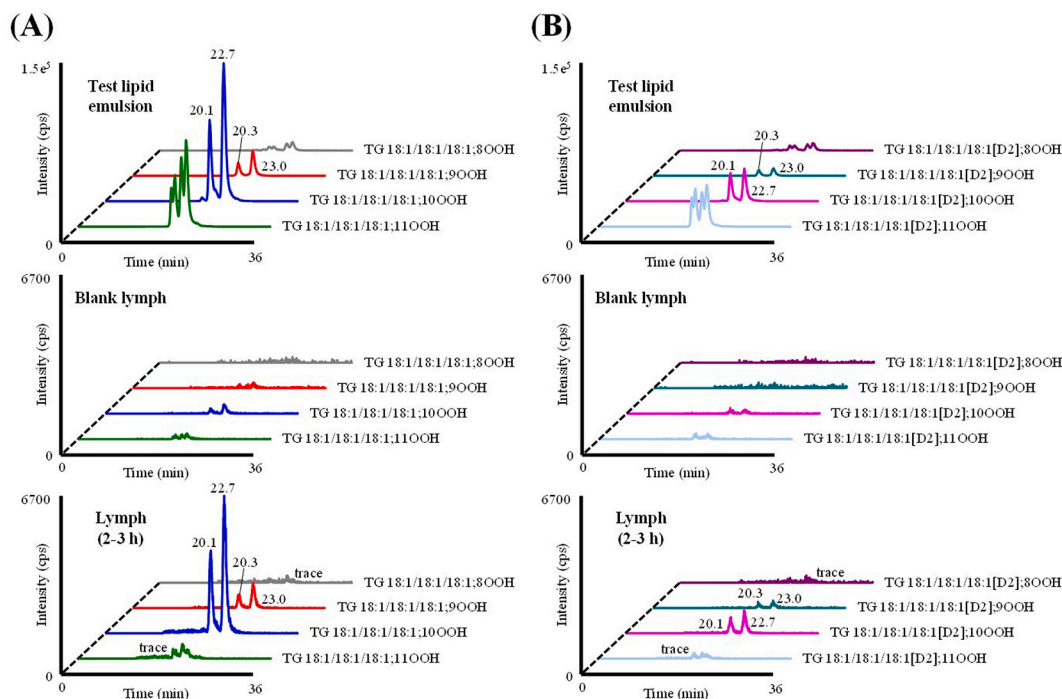 (A)
1.5e⁵
Intensity (cps)
0
Test lipid
emulsion
22.7
20.1
20.3
23.0
TG 18:1/18:1/18:1;8OOH
TG 18:1/18:1/18:1;9OOH
TG 18:1/18:1/18:1;10OOH
TG 18:1/18:1/18:1;11OOH
0
Time (min)
36
6700
Intensity (cps)
0
Blank lymph
TG 18:1/18:1/18:1;8OOH
TG 18:1/18:1/18:1;9OOH
TG 18:1/18:1/18:1;10OOH
TG 18:1/18:1/18:1;11OOH
0
Time (min)
36
6700
Intensity (cps)
0
Lymph
(2-3 h)
22.7
20.1
20.3
23.0
trace
trace
TG 18:1/18:1/18:1;8OOH
TG 18:1/18:1/18:1;9OOH
TG 18:1/18:1/18:1;10OOH
TG 18:1/18:1/18:1;11OOH
0
Time (min)
36
(B)
1.5e⁵
Intensity (cps)
0
Test lipid
emulsion
20.3
20.1
23.0
22.7
TG 18:1/18:1/18:1[D2];8OOH
TG 18:1/18:1/18:1[D2];9OOH
TG 18:1/18:1/18:1[D2];10OOH
TG 18:1/18:1/18:1[D2];11OOH
0
Time (min)
36
6700
Intensity (cps)
0
Blank lymph
TG 18:1/18:1/18:1[D2];8OOH
TG 18:1/18:1/18:1[D2];9OOH
TG 18:1/18:1/18:1[D2];10OOH
TG 18:1/18:1/18:1[D2];11OOH
0
Time (min)
36
6700
Intensity (cps)
0
Lymph
(2-3 h)
trace
20.3
23.0
20.1
22.7
trace
TG 18:1/18:1/18:1[D2];8OOH
TG 18:1/18:1/18:1[D2];9OOH
TG 18:1/18:1/18:1[D2];10OOH
TG 18:1/18:1/18:1[D2];11OOH
0
Time (min)
36